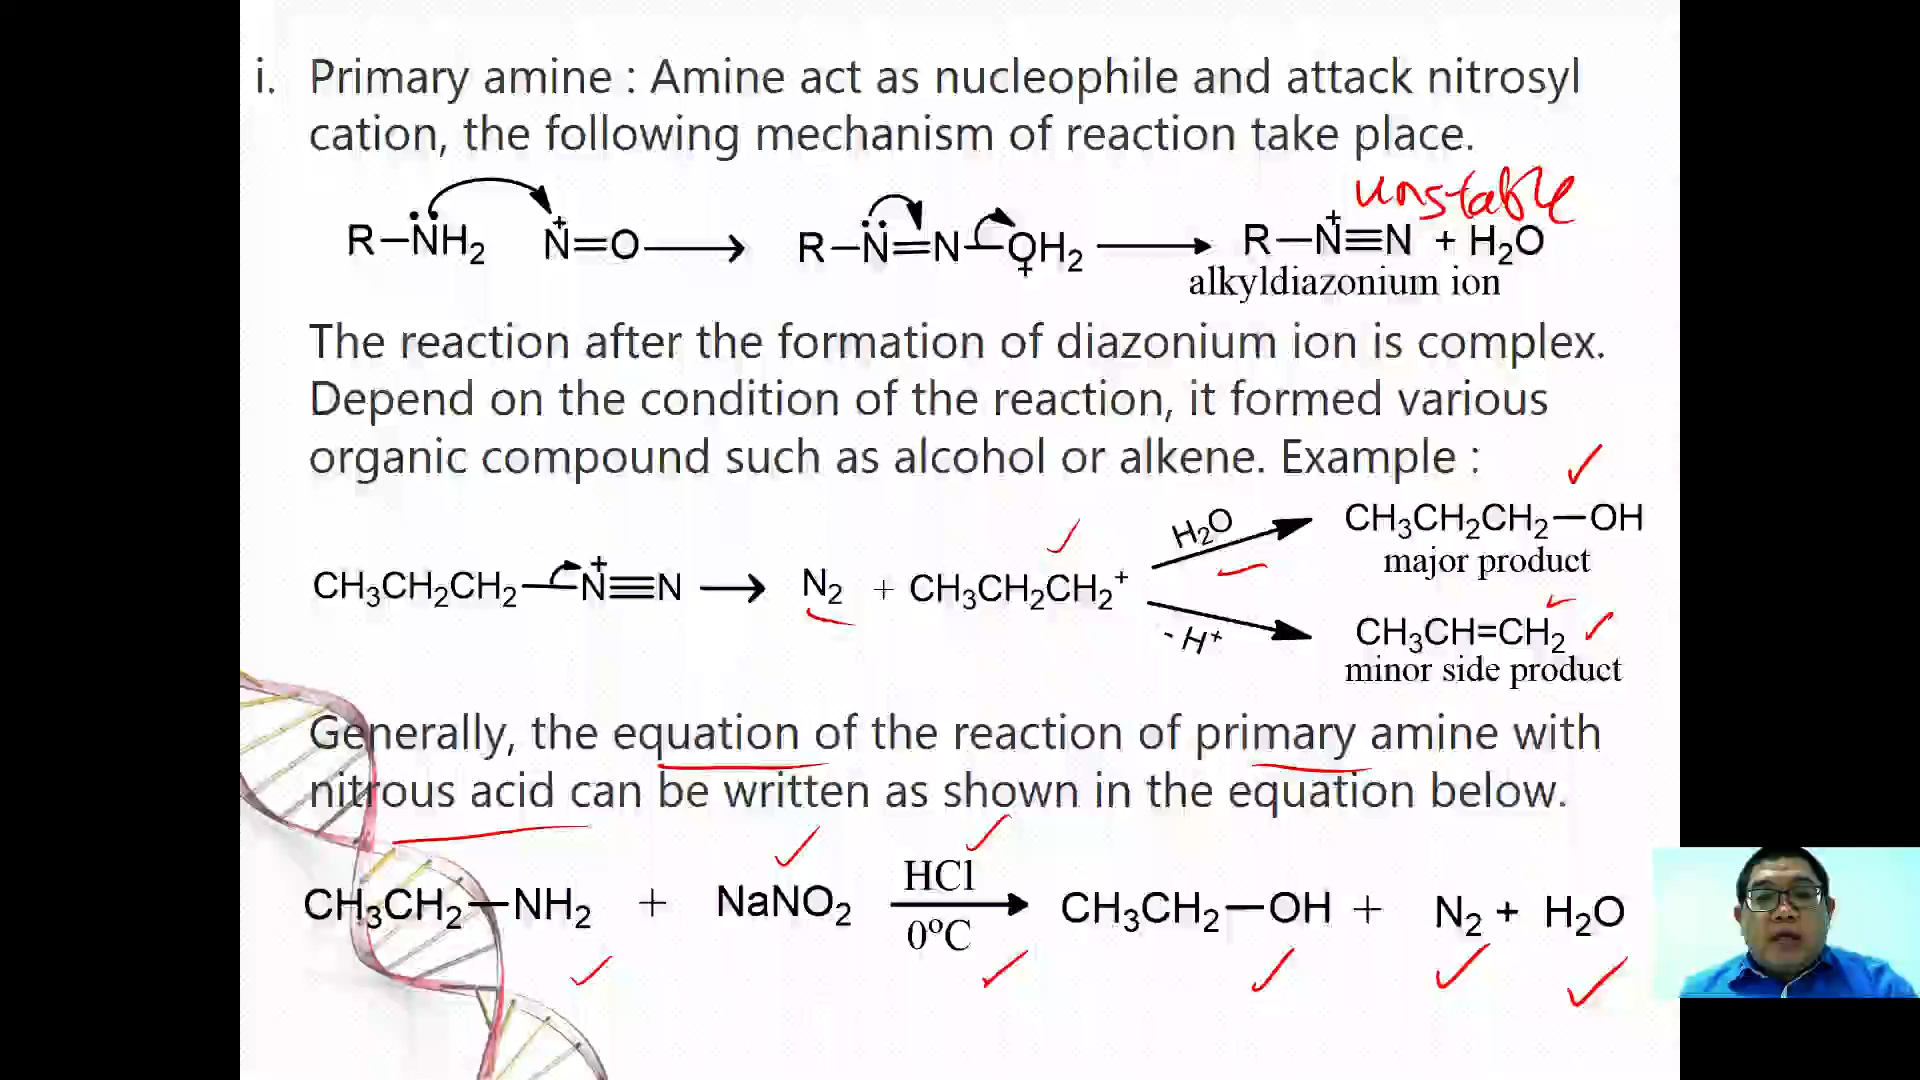 i. Primary amine : Amine act as nucleophile and attack nitrosyl
cation, the following mechanism of reaction take place.
unstable
R–N̈H₂ N⁺=O ⟶ R–N̈=N–OH₂⁺ ⟶ R–N⁺≡N + H₂O
alkyldiazonium ion
The reaction after the formation of diazonium ion is complex.
Depend on the condition of the reaction, it formed various
organic compound such as alcohol or alkene. Example :
H₂O CH₃CH₂CH₂–OH
major product
CH₃CH₂CH₂–N⁺≡N ⟶ N₂ + CH₃CH₂CH₂⁺
- H⁺ CH₃CH=CH₂
minor side product
Generally, the equation of the reaction of primary amine with
nitrous acid can be written as shown in the equation below.
HCl
CH₃CH₂–NH₂ + NaNO₂ ⟶ CH₃CH₂–OH + N₂ + H₂O
0°C